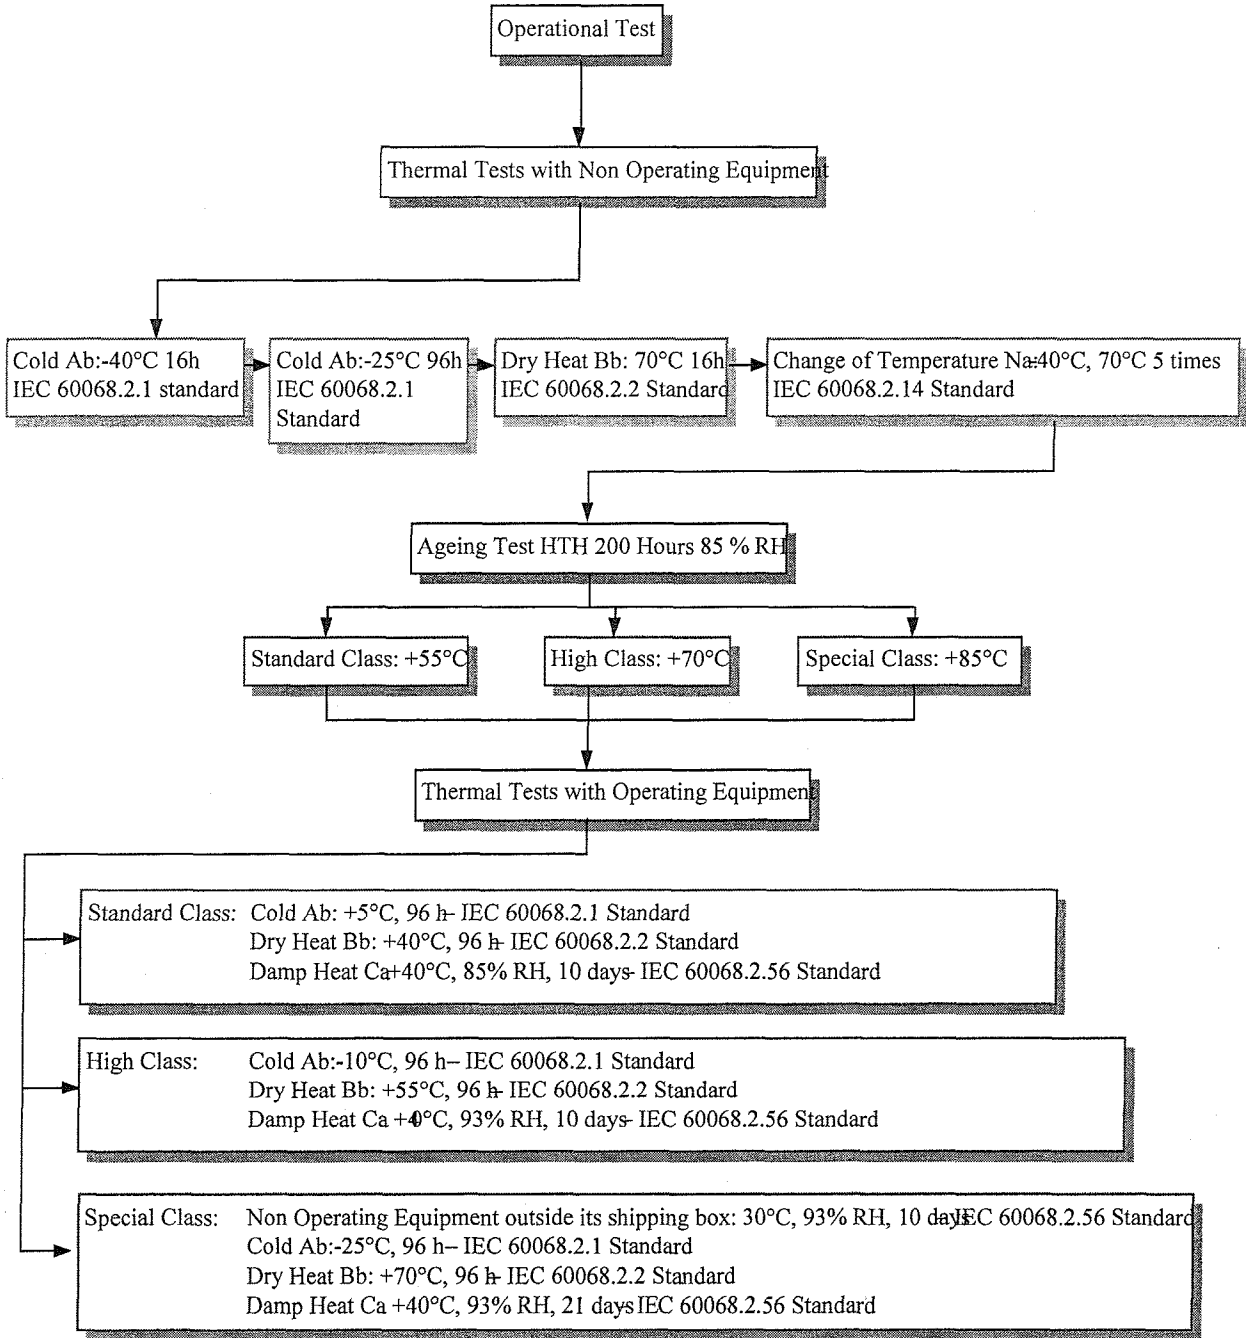 Operational Test
Thermal Tests with Non Operating Equipment
Cold Ab:-40°C 16h
IEC 60068.2.1 standard
Cold Ab:-25°C 96h
IEC 60068.2.1
Standard
Dry Heat Bb: 70°C 16h
IEC 60068.2.2 Standard
Change of Temperature Na:-40°C, 70°C 5 times
IEC 60068.2.14 Standard
Ageing Test HTH 200 Hours 85 % RH
Standard Class: +55°C
High Class: +70°C
Special Class: +85°C
Thermal Tests with Operating Equipment
Standard Class: Cold Ab: +5°C, 96 h– IEC 60068.2.1 Standard
Dry Heat Bb: +40°C, 96 h– IEC 60068.2.2 Standard
Damp Heat Ca+40°C, 85% RH, 10 days– IEC 60068.2.56 Standard
High Class: Cold Ab:-10°C, 96 h– IEC 60068.2.1 Standard
Dry Heat Bb: +55°C, 96 h– IEC 60068.2.2 Standard
Damp Heat Ca +40°C, 93% RH, 10 days– IEC 60068.2.56 Standard
Special Class: Non Operating Equipment outside its shipping box: 30°C, 93% RH, 10 days– IEC 60068.2.56 Standard
Cold Ab:-25°C, 96 h– IEC 60068.2.1 Standard
Dry Heat Bb: +70°C, 96 h– IEC 60068.2.2 Standard
Damp Heat Ca +40°C, 93% RH, 21 days IEC 60068.2.56 Standard